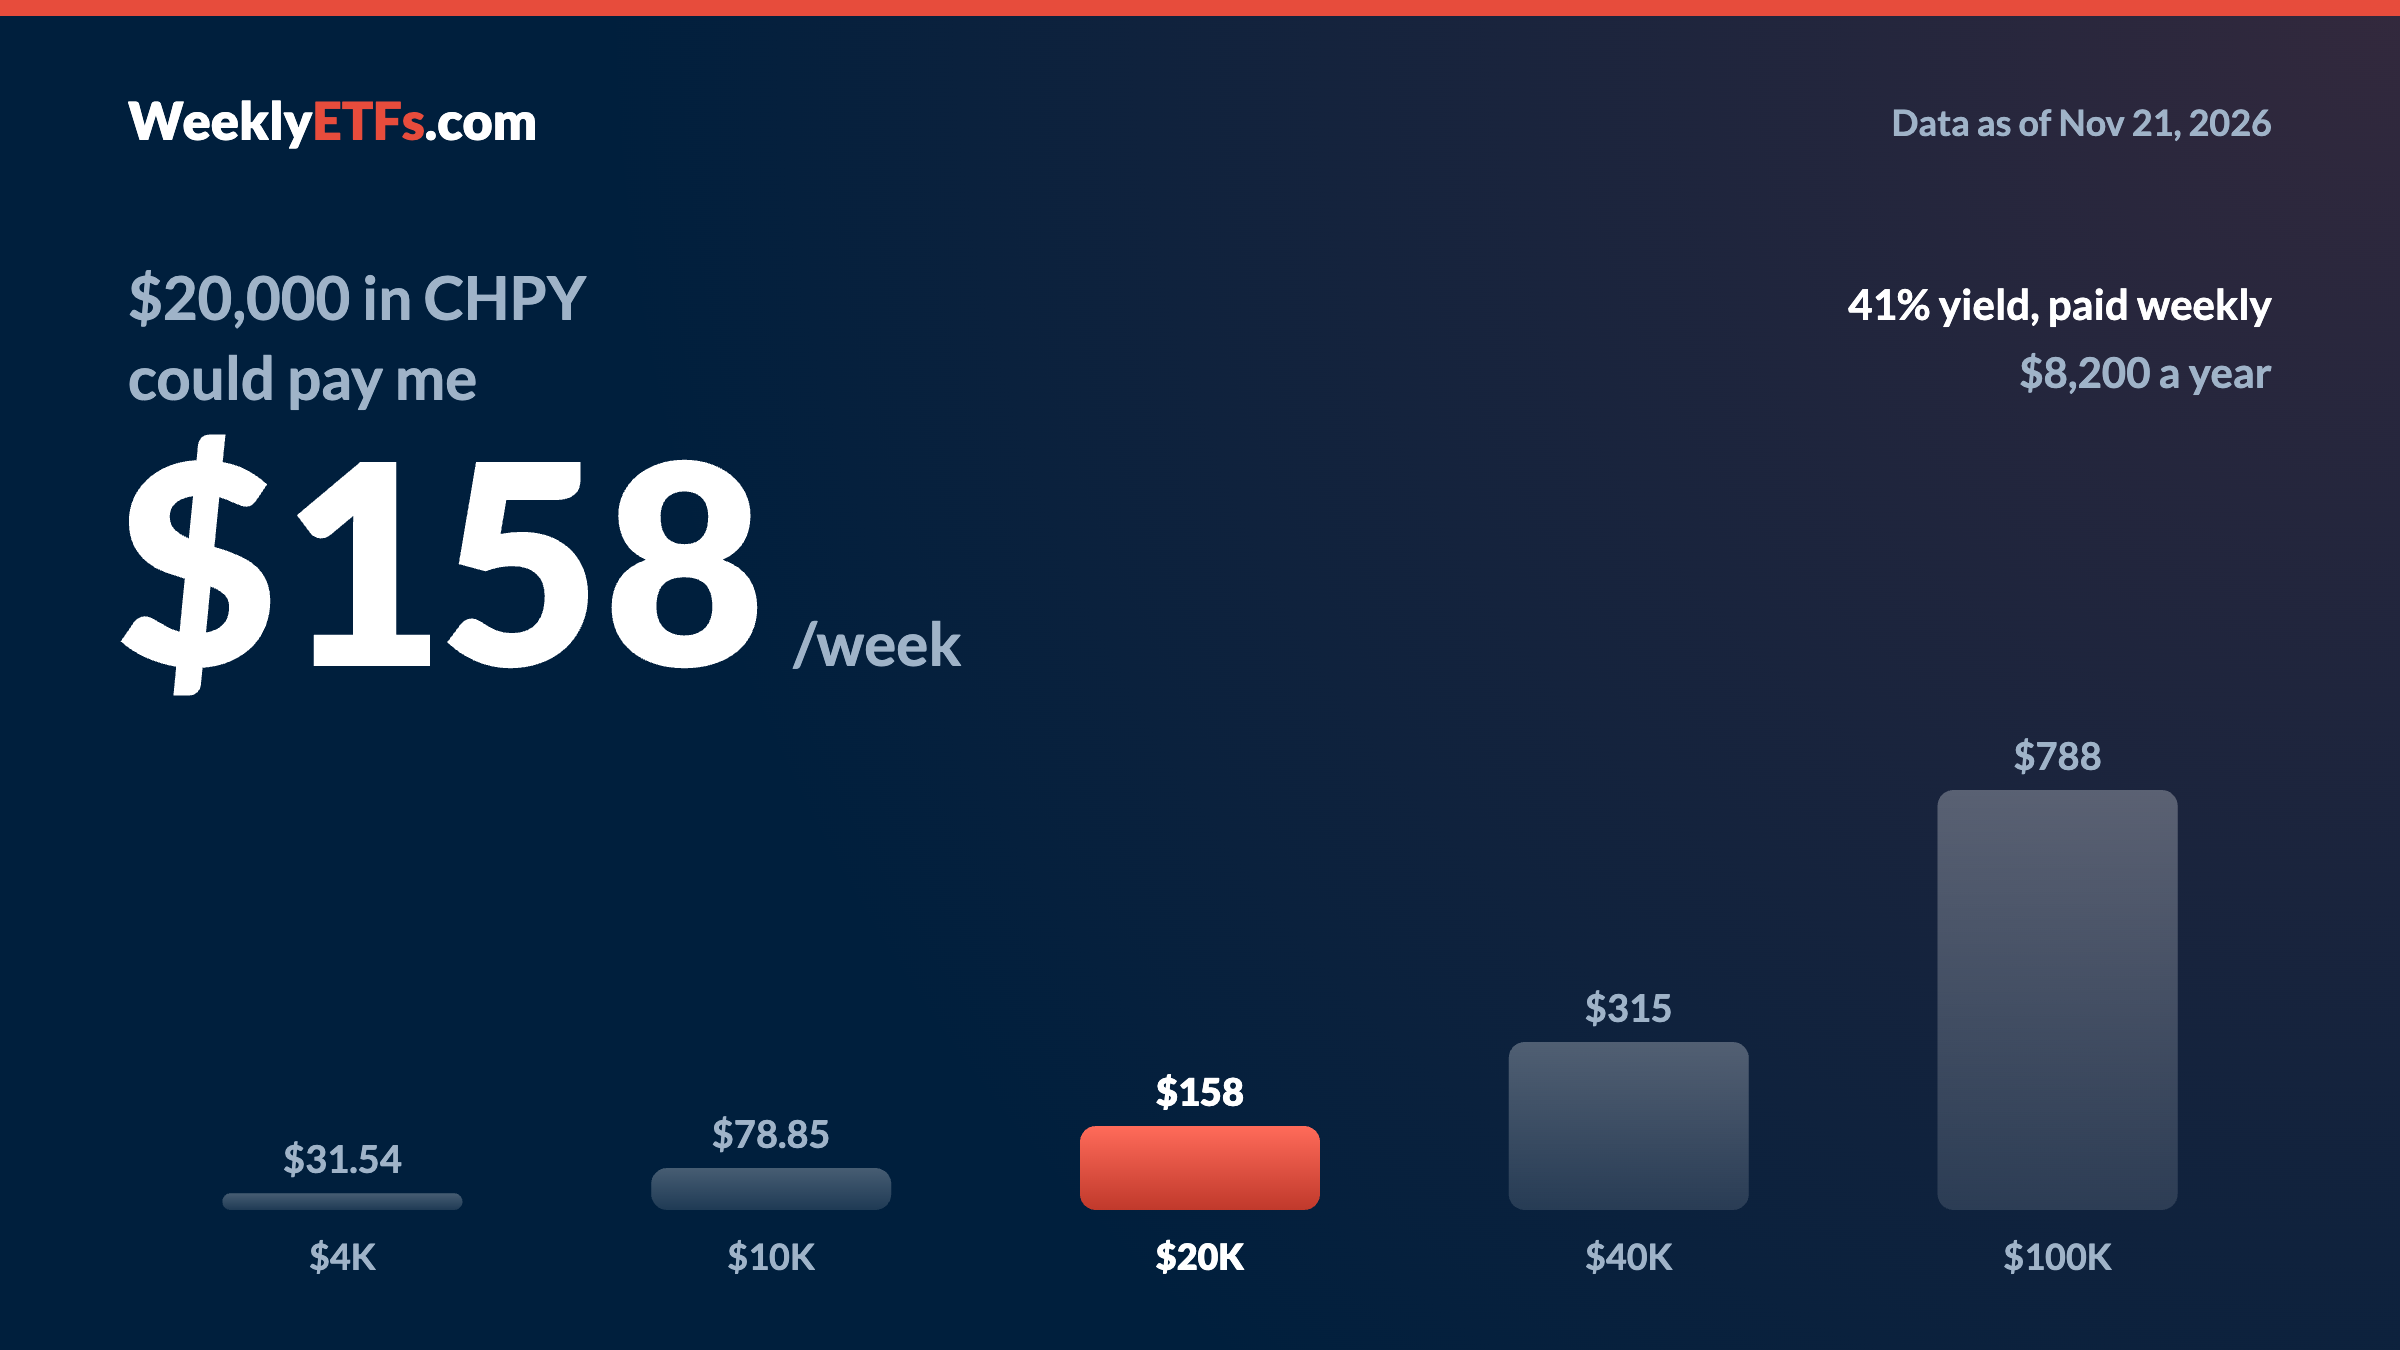 WeeklyETFs.com
Data as of Nov 21, 2026
$20,000 in CHPY
could pay me
41% yield, paid weekly
$8,200 a year
$158 /week
$31.54
$78.85
$158
$315
$788
$4K
$10K
$20K
$40K
$100K